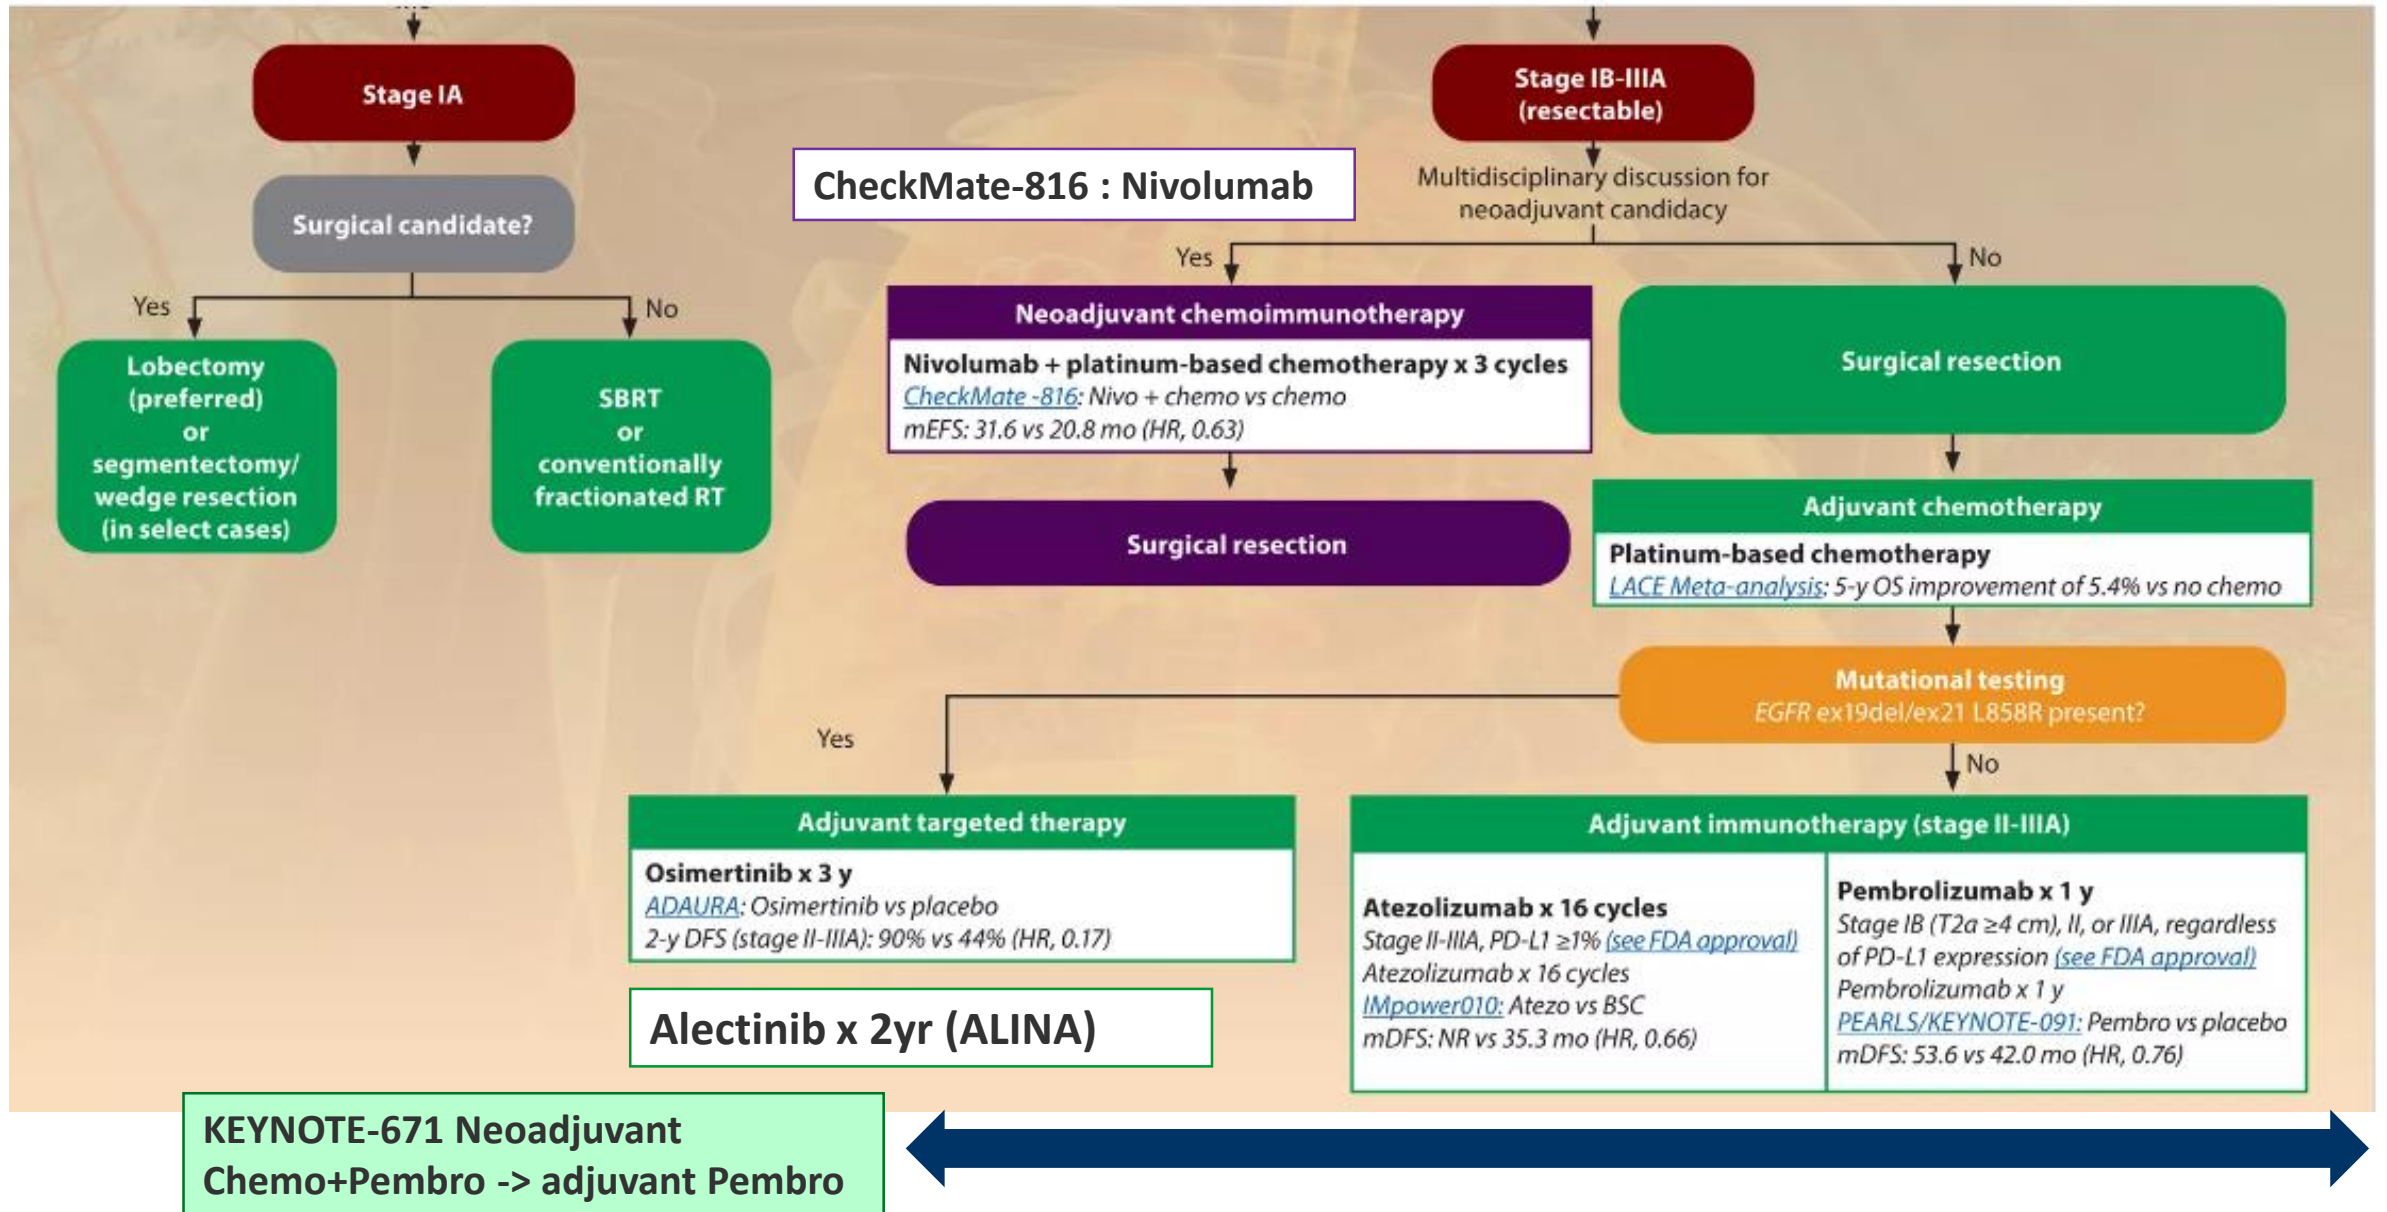 Stage IA
Surgical candidate?
Yes
No
Lobectomy
(preferred)
or
segmentectomy/
wedge resection
(in select cases)
SBRT
or
conventionally
fractionated RT
CheckMate-816 : Nivolumab
Stage IB-IIIA
(resectable)
Multidisciplinary discussion for
neoadjuvant candidacy
Yes
No
Neoadjuvant chemoimmunotherapy
Nivolumab + platinum-based chemotherapy x 3 cycles
CheckMate -816: Nivo + chemo vs chemo
mEFS: 31.6 vs 20.8 mo (HR, 0.63)
Surgical resection
Surgical resection
Adjuvant chemotherapy
Platinum-based chemotherapy
LACE Meta-analysis: 5-y OS improvement of 5.4% vs no chemo
Mutational testing
EGFR ex19del/ex21 L858R present?
Yes
No
Adjuvant targeted therapy
Osimertinib x 3 y
ADAURA: Osimertinib vs placebo
2-y DFS (stage II-IIIA): 90% vs 44% (HR, 0.17)
Alectinib x 2yr (ALINA)
Adjuvant immunotherapy (stage II-IIIA)
Atezolizumab x 16 cycles
Stage II-IIIA, PD-L1 ≥1% (see FDA approval)
Atezolizumab x 16 cycles
IMpower010: Atezo vs BSC
mDFS: NR vs 35.3 mo (HR, 0.66)
Pembrolizumab x 1 y
Stage IB (T2a ≥4 cm), II, or IIIA, regardless
of PD-L1 expression (see FDA approval)
Pembrolizumab x 1 y
PEARLS/KEYNOTE-091: Pembro vs placebo
mDFS: 53.6 vs 42.0 mo (HR, 0.76)
KEYNOTE-671 Neoadjuvant
Chemo+Pembro -> adjuvant Pembro